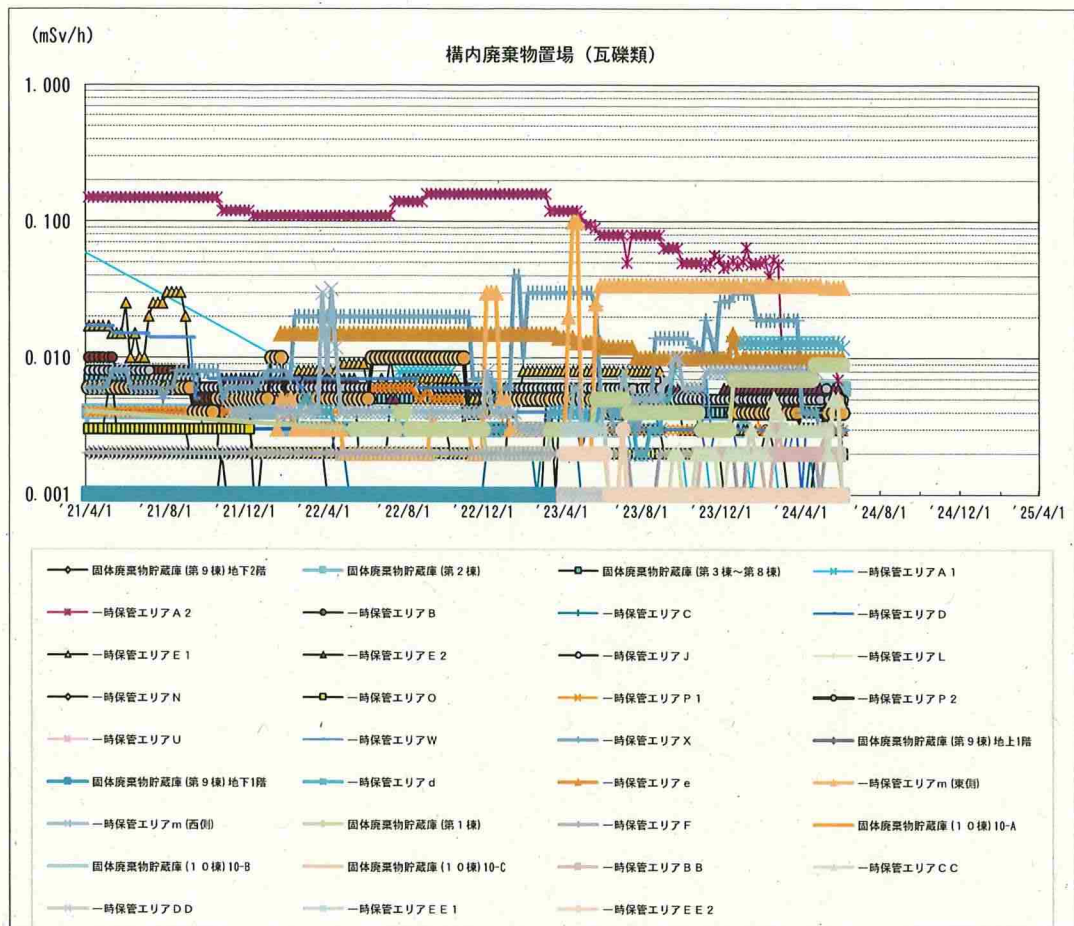 (mSv/h)
構内廃棄物置場（瓦礫類）
1.000
0.100
0.010
0.001
'21/4/1 '21/8/1 '21/12/1 '22/4/1 '22/8/1 '22/12/1 '23/4/1 '23/8/1 '23/12/1 '24/4/1 '24/8/1 '24/12/1 '25/4/1
固体廃棄物貯蔵庫(第９棟)地下2階 固体廃棄物貯蔵庫(第２棟) 固体廃棄物貯蔵庫(第３棟～第８棟) 一時保管エリアＡ１
一時保管エリアＡ２ 一時保管エリアＢ 一時保管エリアＣ 一時保管エリアＤ
一時保管エリアＥ１ 一時保管エリアＥ２ 一時保管エリアＪ 一時保管エリアＬ
一時保管エリアＮ 一時保管エリアＯ 一時保管エリアＰ１ 一時保管エリアＰ２
一時保管エリアＵ 一時保管エリアＷ 一時保管エリアＸ 固体廃棄物貯蔵庫(第９棟)地上1階
固体廃棄物貯蔵庫(第９棟)地下1階 一時保管エリアｄ 一時保管エリアｅ 一時保管エリアｍ(東側)
一時保管エリアｍ(西側) 固体廃棄物貯蔵庫(第１棟) 一時保管エリアＦ 固体廃棄物貯蔵庫(１０棟)10-A
固体廃棄物貯蔵庫(１０棟)10-B 固体廃棄物貯蔵庫(１０棟)10-C 一時保管エリアＢＢ 一時保管エリアＣＣ
一時保管エリアＤＤ 一時保管エリアＥＥ１ 一時保管エリアＥＥ２